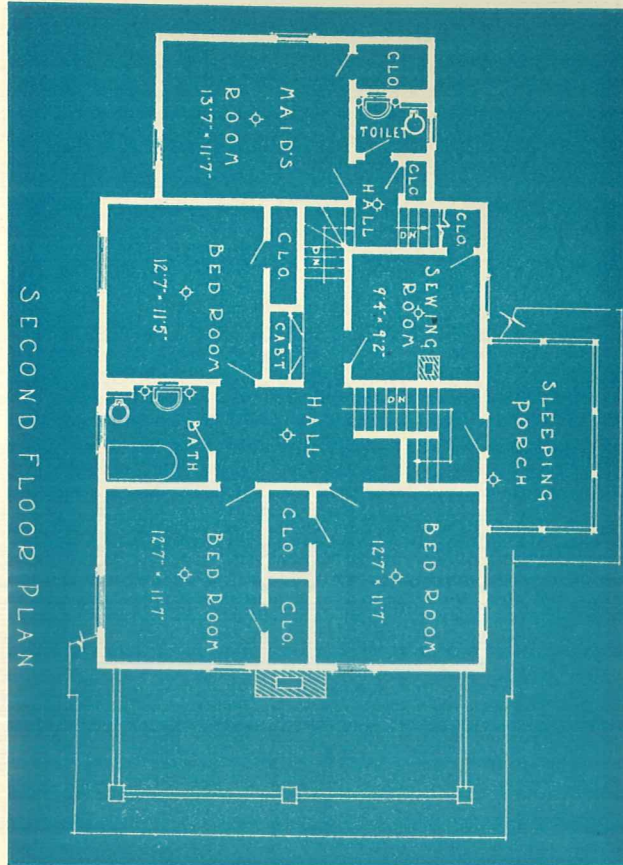 SLEEPING
PORCH
CLO.
CLO
TOILET
CLO
HALL
DN
SEWING
ROOM
9'4" × 9'2"
DN
BED ROOM
12'7" × 11'7"
MAID'S
ROOM
13'7" × 11'7"
DN
CLO.
CAB'T
HALL
CLO.
CLO.
BED ROOM
12'7" × 11'5"
BATH
BED ROOM
12'7" × 11'7"
SECOND FLOOR PLAN